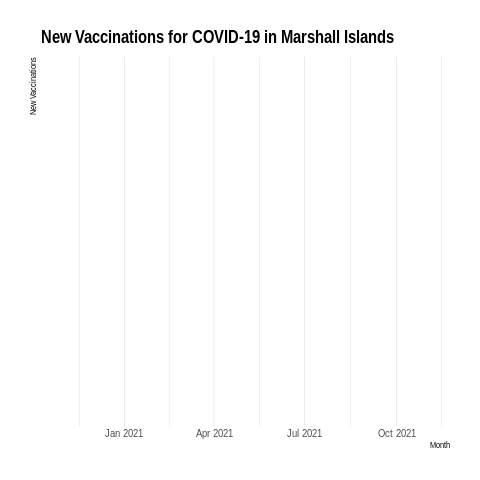 New Vaccinations for COVID-19 in Marshall Islands
New Vaccinations
Jan 2021 Apr 2021 Jul 2021 Oct 2021
Month